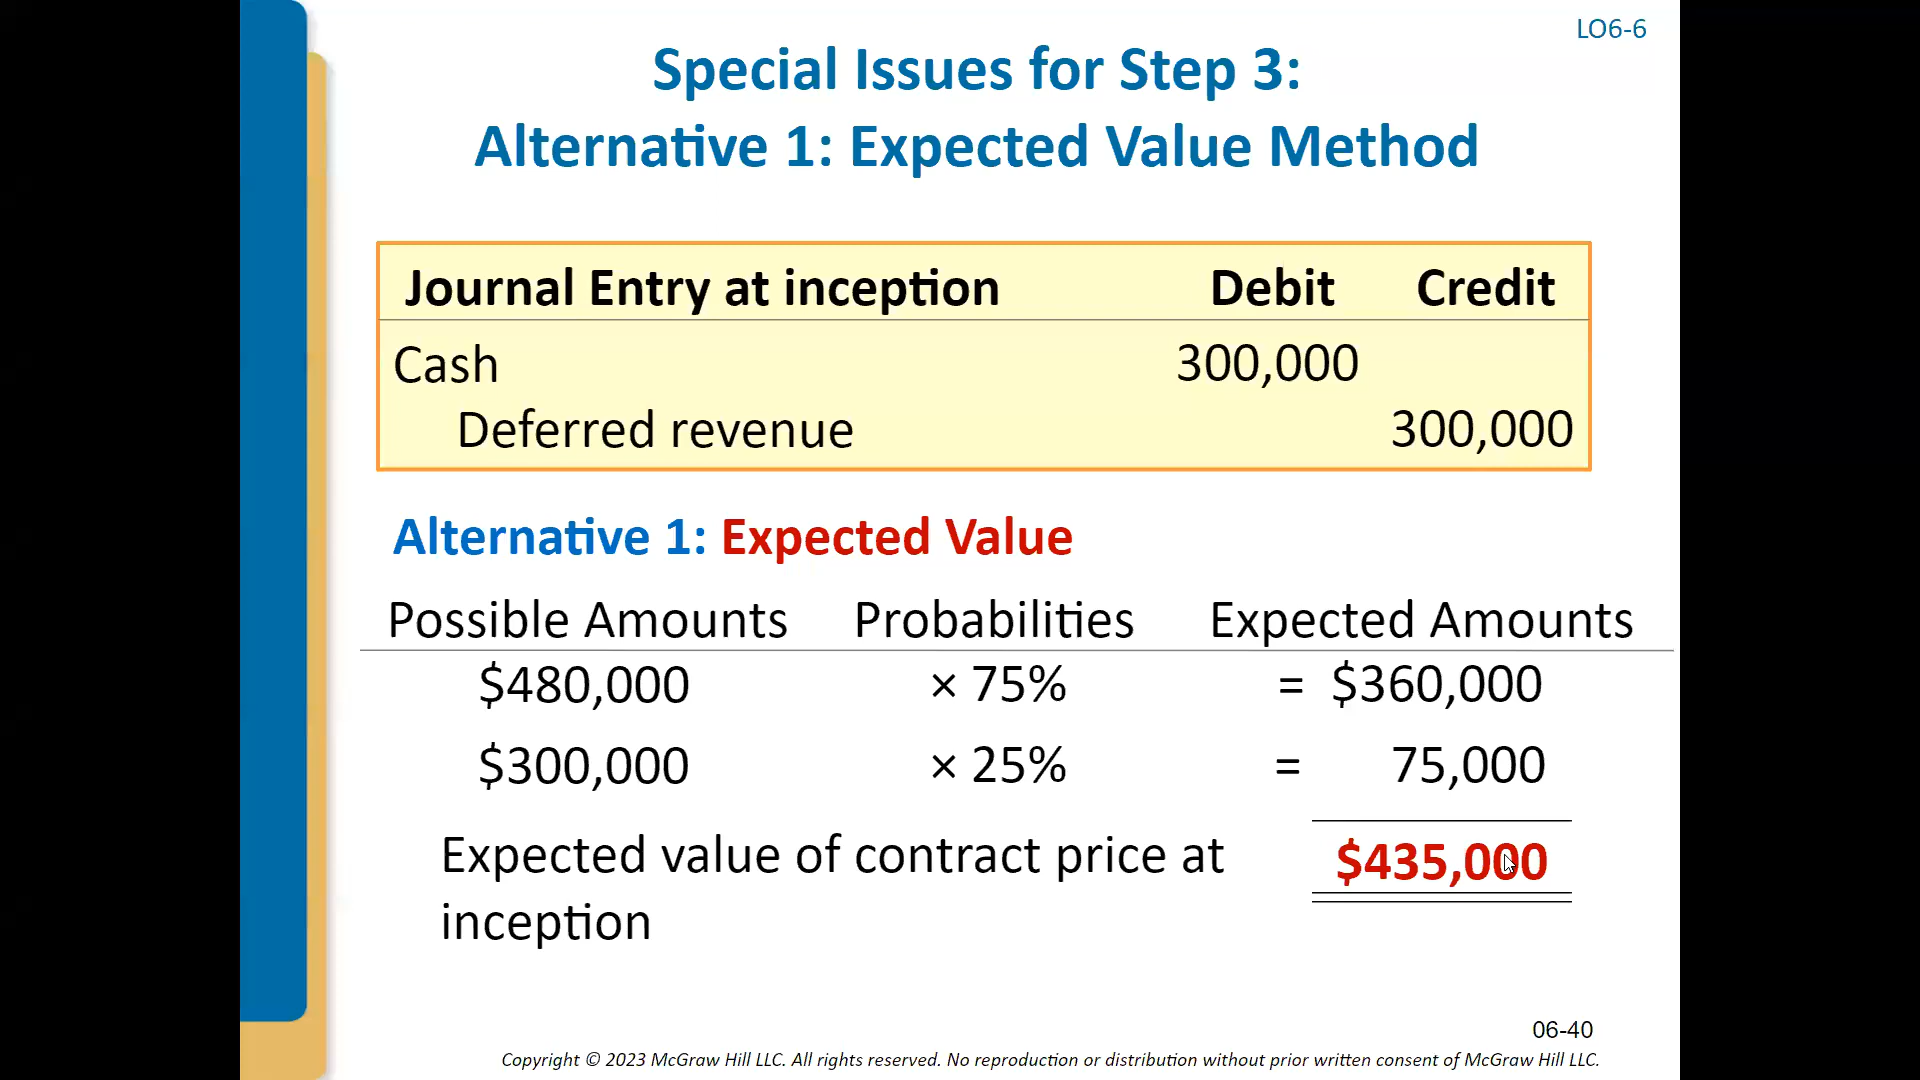 LO6-6
Special Issues for Step 3:
Alternative 1: Expected Value Method
Journal Entry at inception Debit Credit
Cash 300,000
Deferred revenue 300,000
Alternative 1: Expected Value
Possible Amounts Probabilities Expected Amounts
$480,000 × 75% = $360,000
$300,000 × 25% = 75,000
Expected value of contract price at $435,000
inception
06-40
Copyright © 2023 McGraw Hill LLC. All rights reserved. No reproduction or distribution without prior written consent of McGraw Hill LLC.